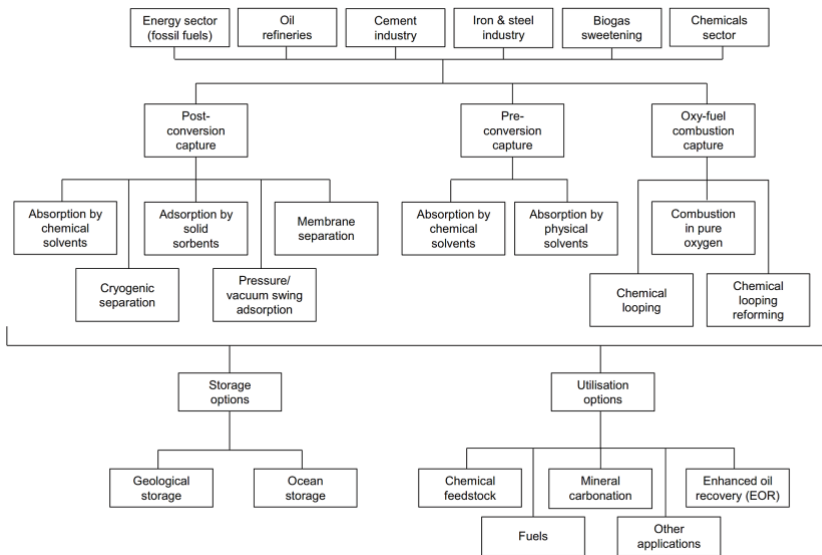 Energy sector
(fossil fuels)
Oil
refineries
Cement
industry
Iron & steel
industry
Biogas
sweetening
Chemicals
sector
Post-
conversion
capture
Pre-
conversion
capture
Oxy-fuel
combustion
capture
Absorption by
chemical
solvents
Adsorption by
solid
sorbents
Membrane
separation
Absorption by
chemical
solvents
Absorption by
physical
solvents
Combustion
in pure
oxygen
Cryogenic
separation
Pressure/
vacuum swing
adsorption
Chemical
looping
Chemical
looping
reforming
Storage
options
Utilisation
options
Geological
storage
Ocean
storage
Chemical
feedstock
Mineral
carbonation
Enhanced oil
recovery (EOR)
Fuels
Other
applications